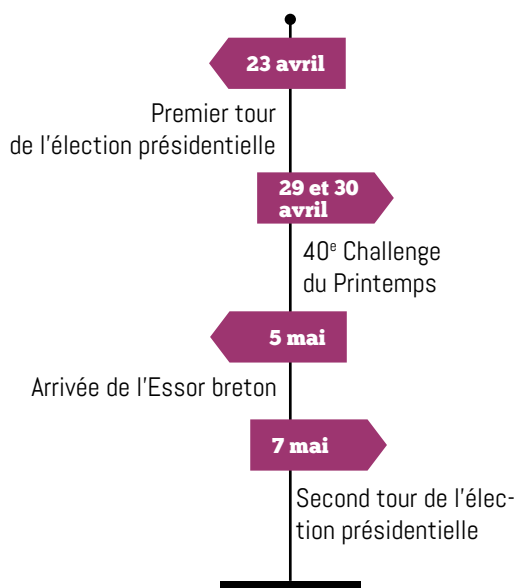 23 avril
Premier tour
de l'élection présidentielle
29 et 30
avril
40e Challenge
du Printemps
5 mai
Arrivée de l'Essor breton
7 mai
Second tour de l'élec-
tion présidentielle